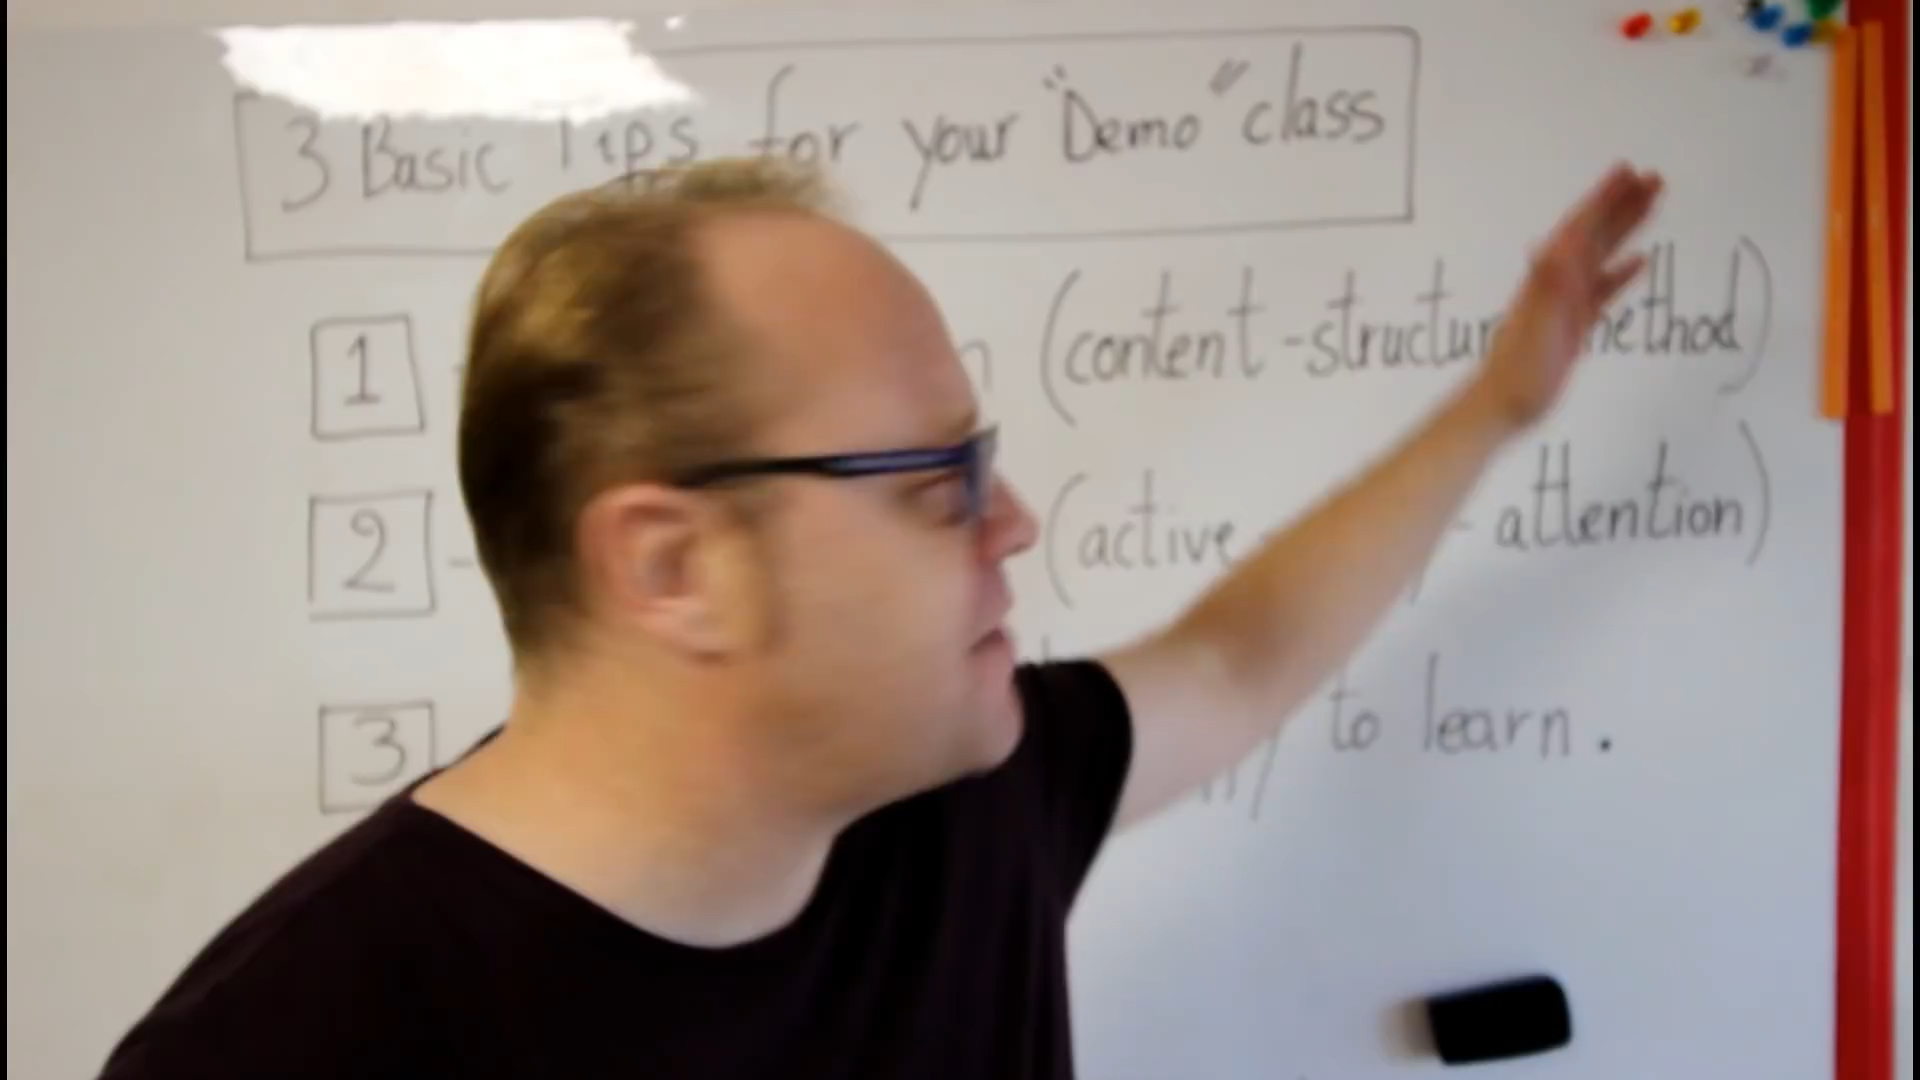 3 Basic Tips for your "Demo" class
1 - (content - structure method)
2 - (active - attention)
3 to learn.